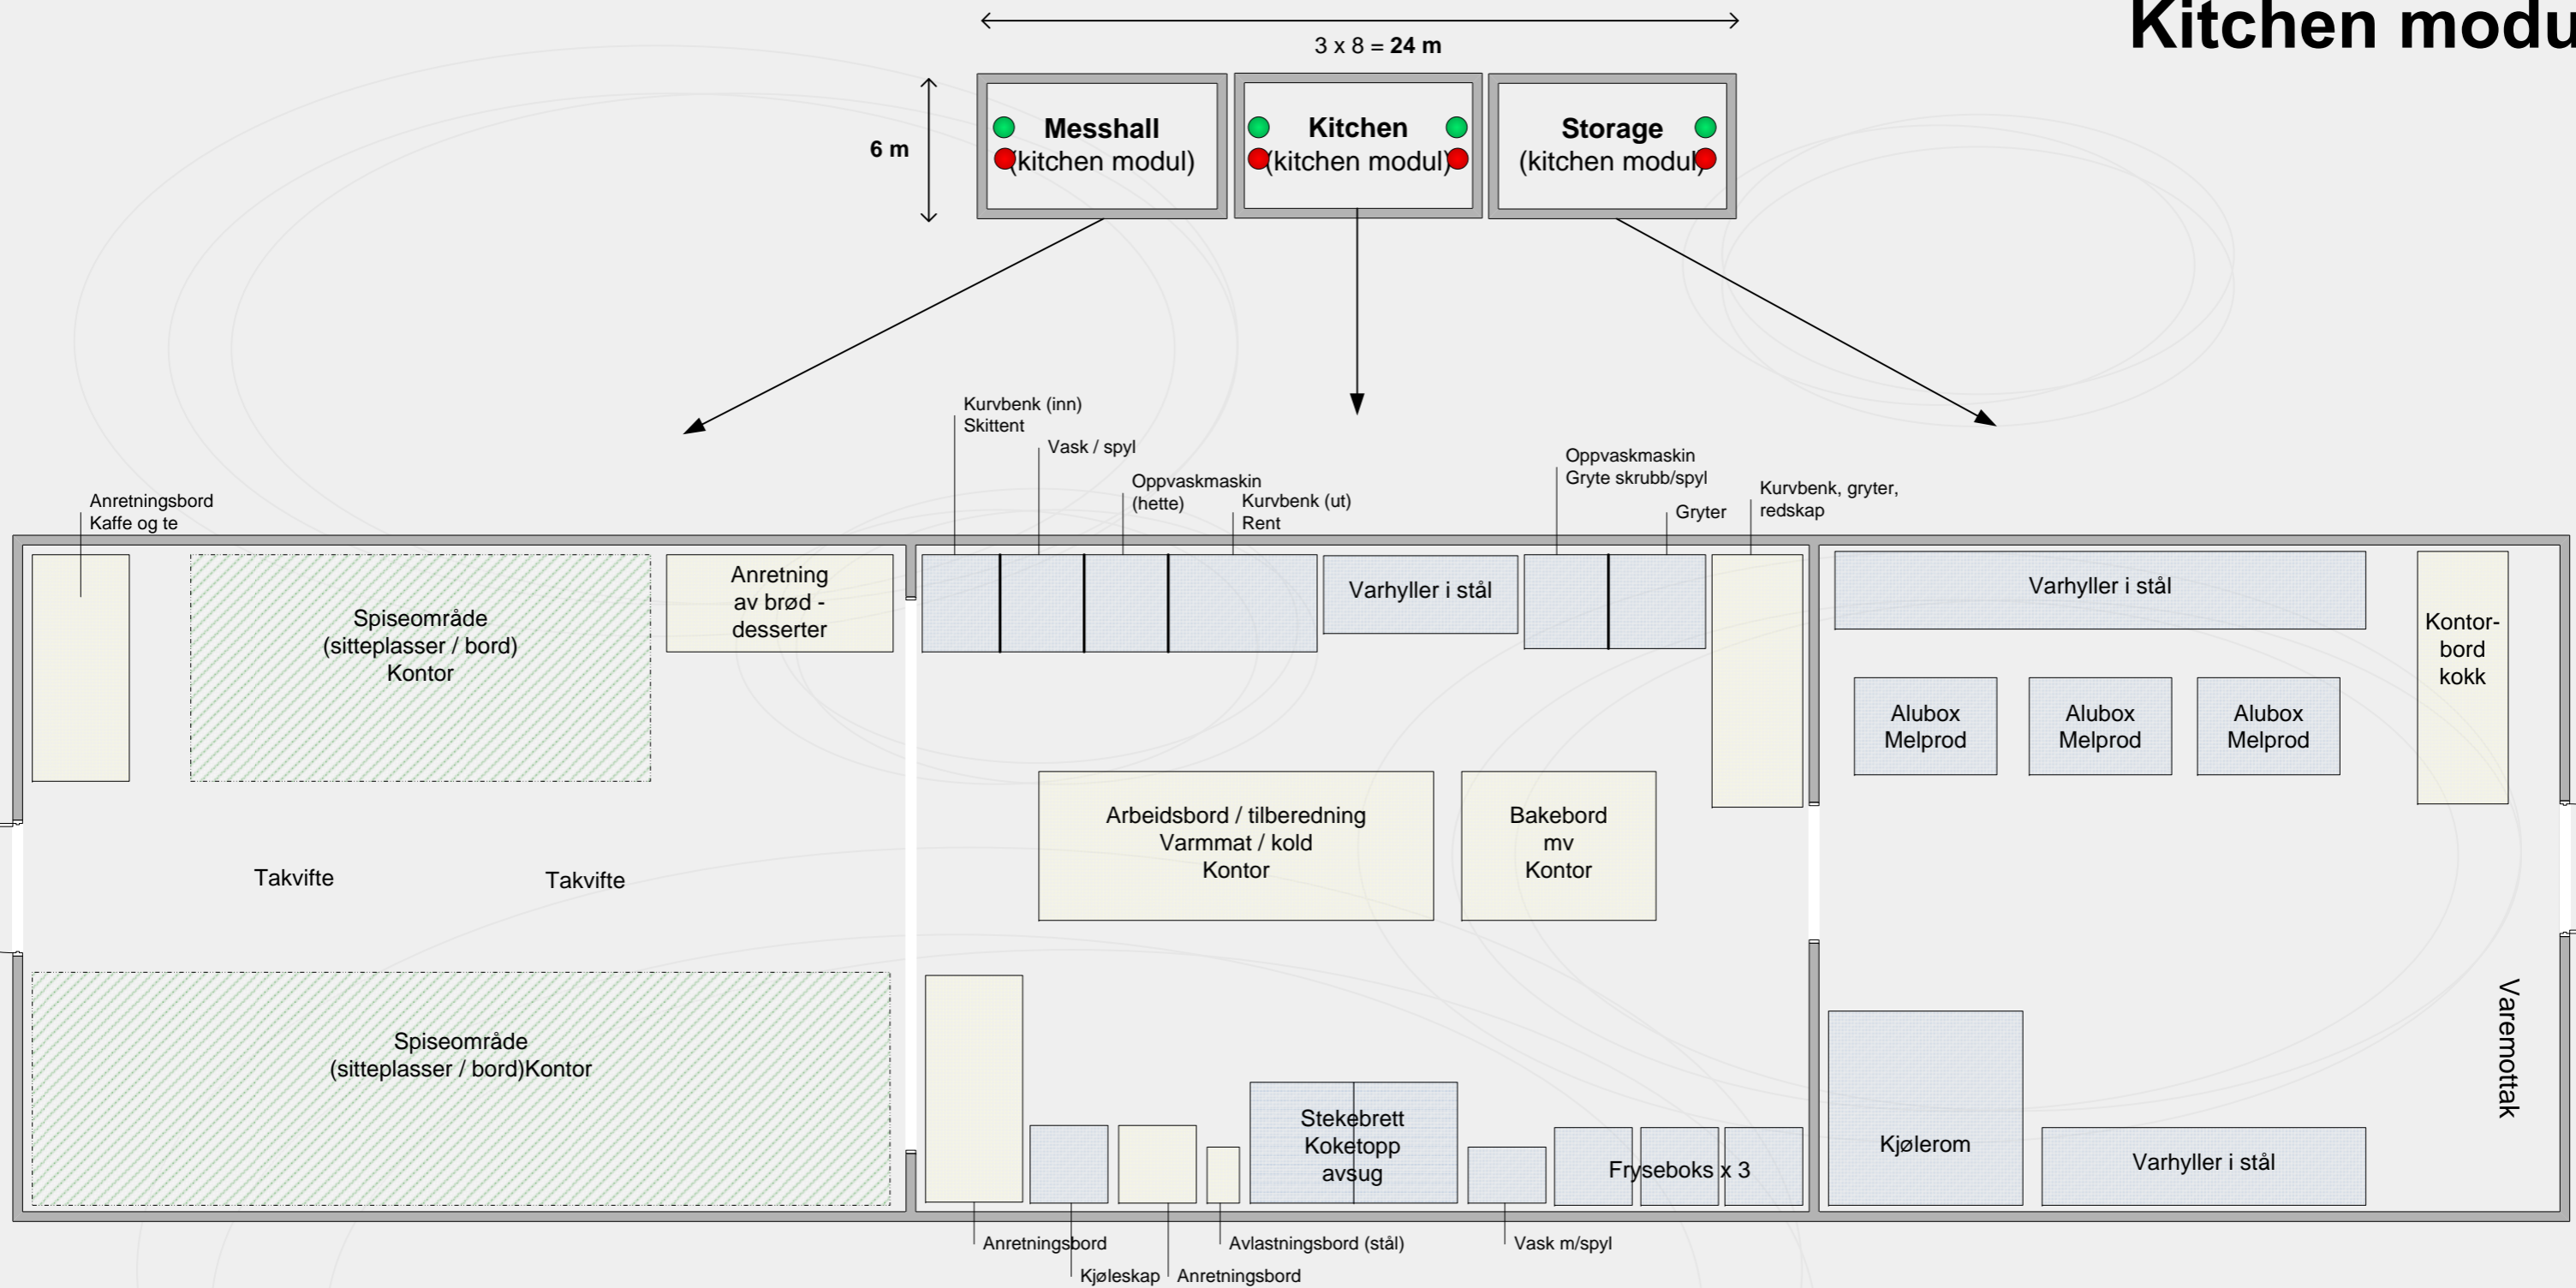 Kitchen modu
3 x 8 = 24 m
6 m
Messhall
(kitchen modul)
Kitchen
(kitchen modul)
Storage
(kitchen modul)
Kurvbenk (inn)
Skittent
Vask / spyl
Oppvaskmaskin
(hette)
Kurvbenk (ut)
Rent
Oppvaskmaskin
Gryte skrubb/spyl
Gryter
Kurvbenk, gryter,
redskap
Anretningsbord
Kaffe og te
Spiseområde
(sitteplasser / bord)
Kontor
Anretning
av brød -
desserter
Varhyller i stål
Varhyller i stål
Kontor-
bord
kokk
Alubox
Melprod
Alubox
Melprod
Alubox
Melprod
Arbeidsbord / tilberedning
Varmmat / kold
Kontor
Bakebord
mv
Kontor
Takvifte
Takvifte
Spiseområde
(sitteplasser / bord)Kontor
Stekebrett
Koketopp
avsug
Fryseboks x 3
Kjølerom
Varhyller i stål
Varemottak
Anretningsbord
Kjøleskap
Anretningsbord
Avlastningsbord (stål)
Vask m/spyl